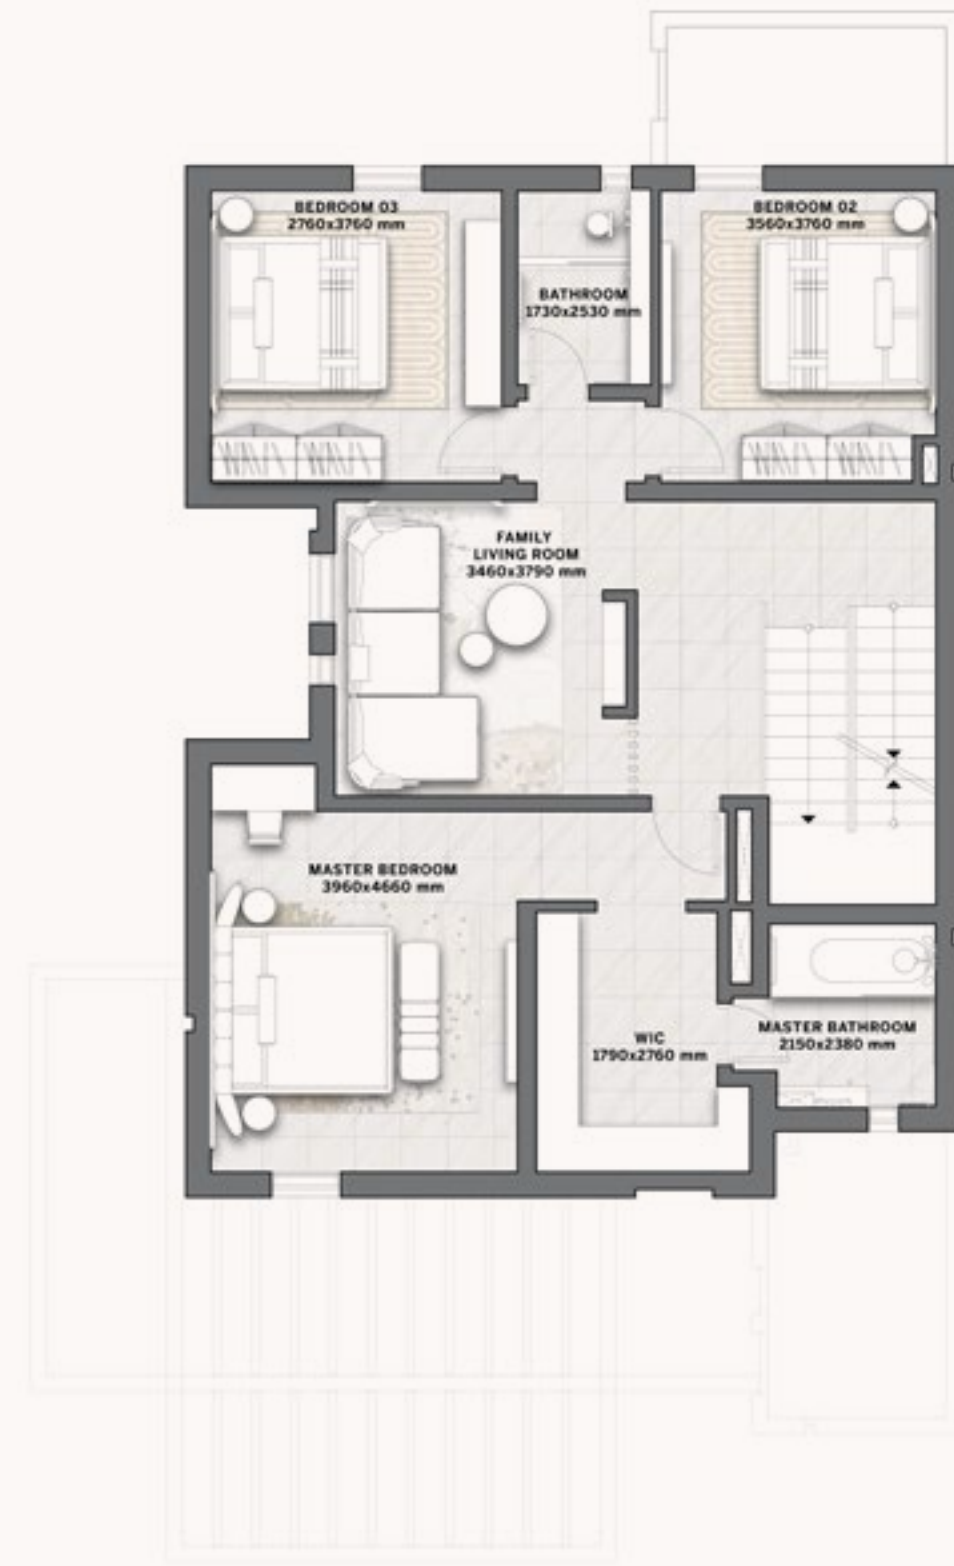 BEDROOM 03
2760x3760 mm
BEDROOM 02
3560x3760 mm
BATHROOM
1730x2530 mm
FAMILY
LIVING ROOM
3460x3790 mm
MASTER BEDROOM
3960x4660 mm
WIC
1790x2760 mm
MASTER BATHROOM
2150x2380 mm